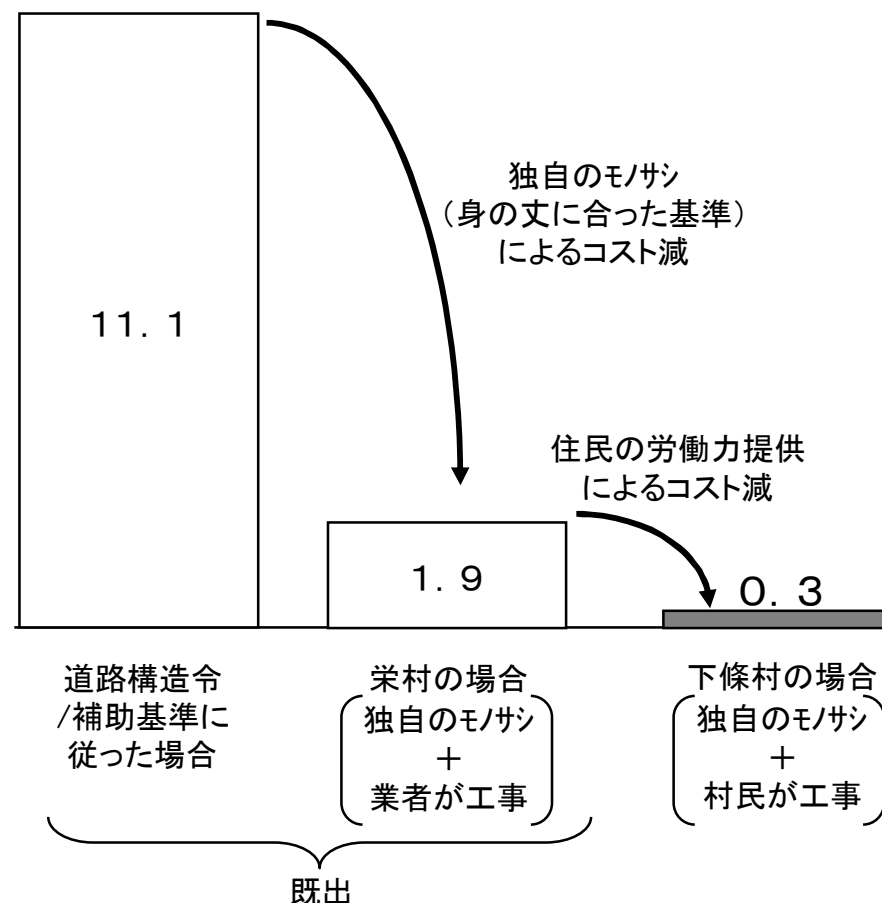 独自のモノサシ
（身の丈に合った基準）
によるコスト減
１１．１
住民の労働力提供
によるコスト減
１．９
０．３
道路構造令
/補助基準に
従った場合
栄村の場合
独自のモノサシ
＋
業者が工事
下條村の場合
独自のモノサシ
＋
村民が工事
既出